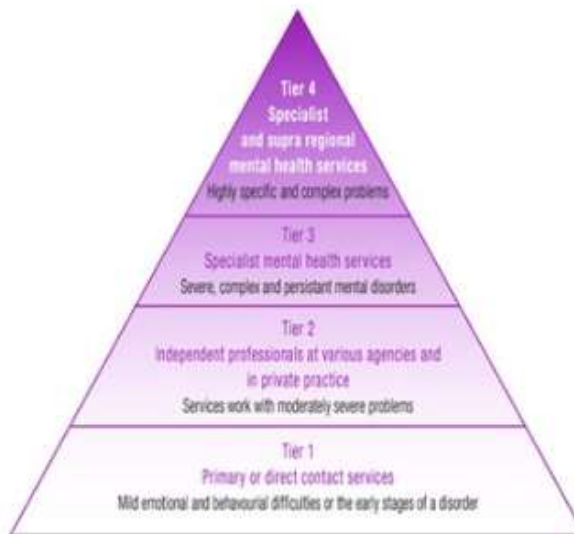 Tier 4
Specialist
and supra regional
mental health services
Highly specific and complex problems
Tier 3
Specialist mental health services
Severe, complex and persistant mental disorders
Tier 2
Independent professionals at various agencies and
in private practice
Services work with moderately severe problems
Tier 1
Primary or direct contact services
Mild emotional and behavourial difficulties or the early stages of a disorder